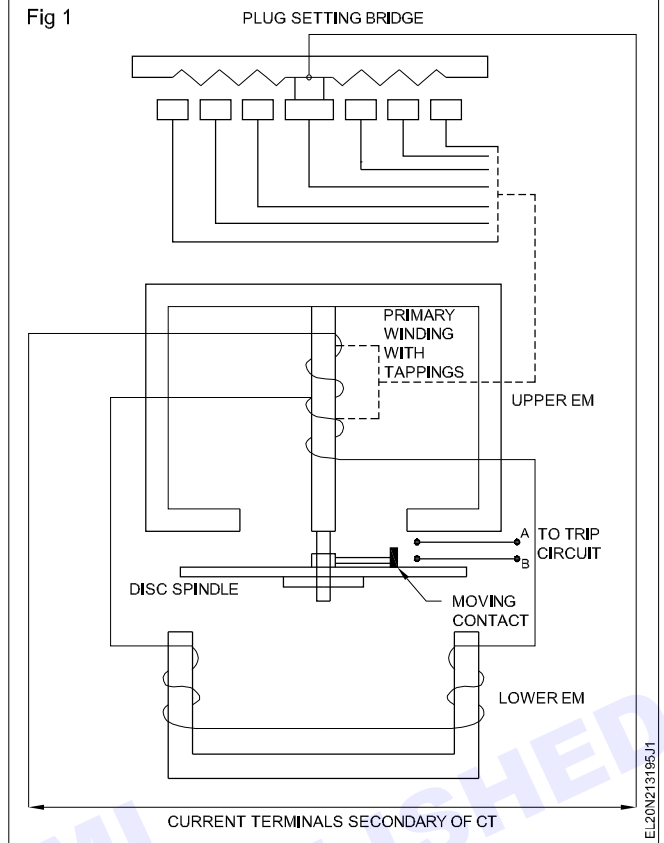 Fig 1
PLUG SETTING BRIDGE
PRIMARY
WINDING
WITH
TAPPINGS
UPPER EM
A
TO TRIP
CIRCUIT
B
DISC SPINDLE
MOVING
CONTACT
LOWER EM
CURRENT TERMINALS SECONDARY OF CT
EL20N213195J1